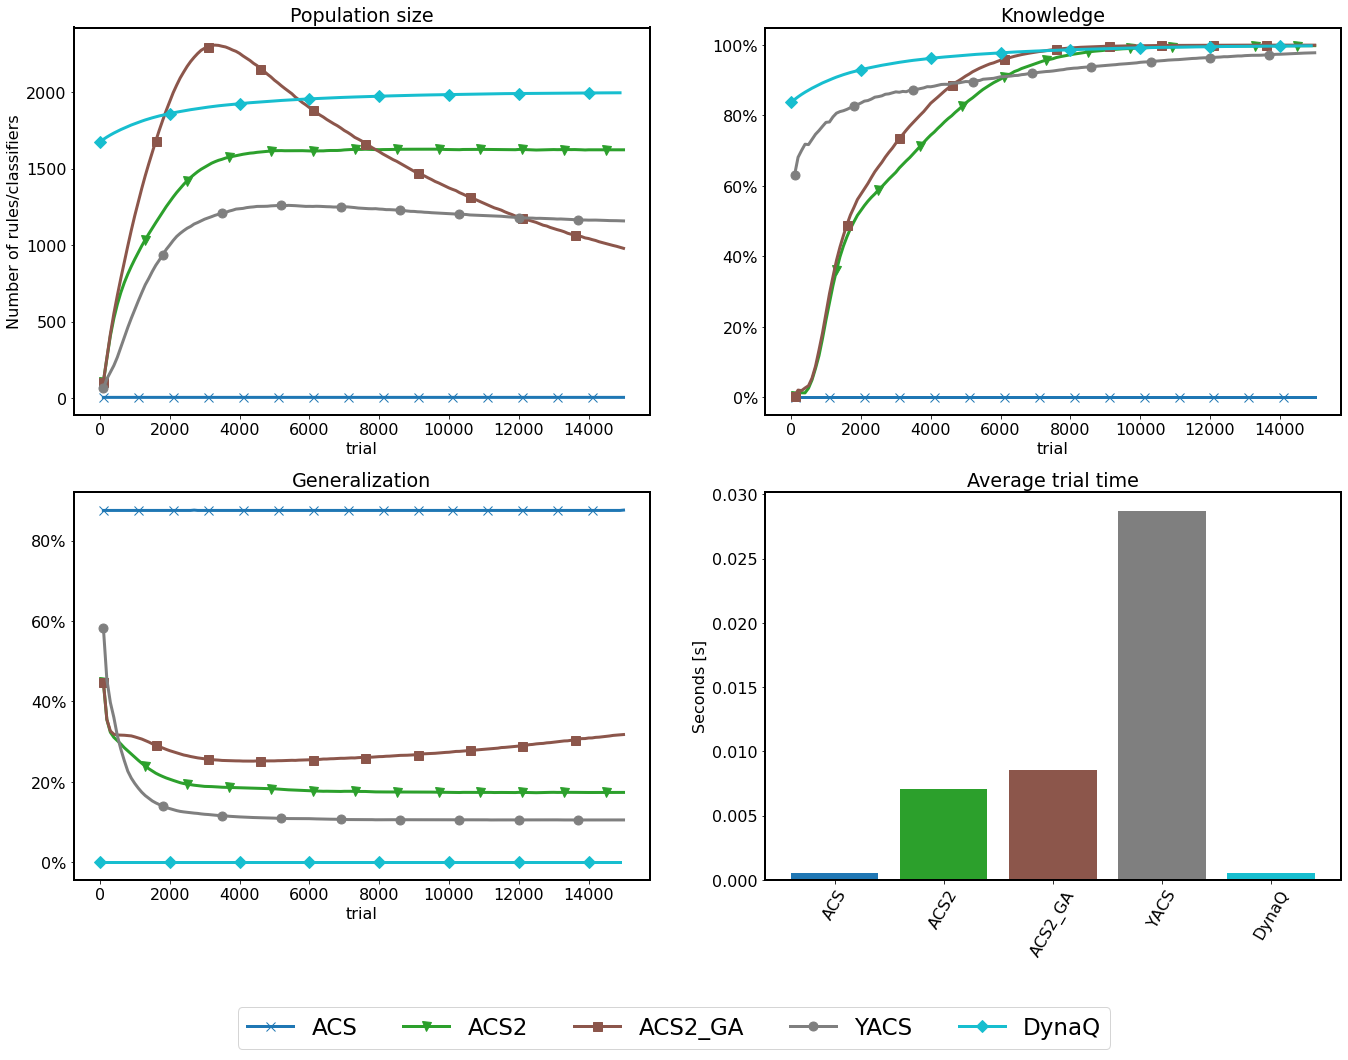 Population size
Number of rules/classifiers
2000
1500
1000
500
0
0 2000 4000 6000 8000 10000 12000 14000
trial
Knowledge
100%
80%
60%
40%
20%
0%
0 2000 4000 6000 8000 10000 12000 14000
trial
Generalization
80%
60%
40%
20%
0%
0 2000 4000 6000 8000 10000 12000 14000
trial
Average trial time
Seconds [s]
0.030
0.025
0.020
0.015
0.010
0.005
0.000
ACS ACS2 ACS2_GA YACS DynaQ
ACS ACS2 ACS2_GA YACS DynaQ